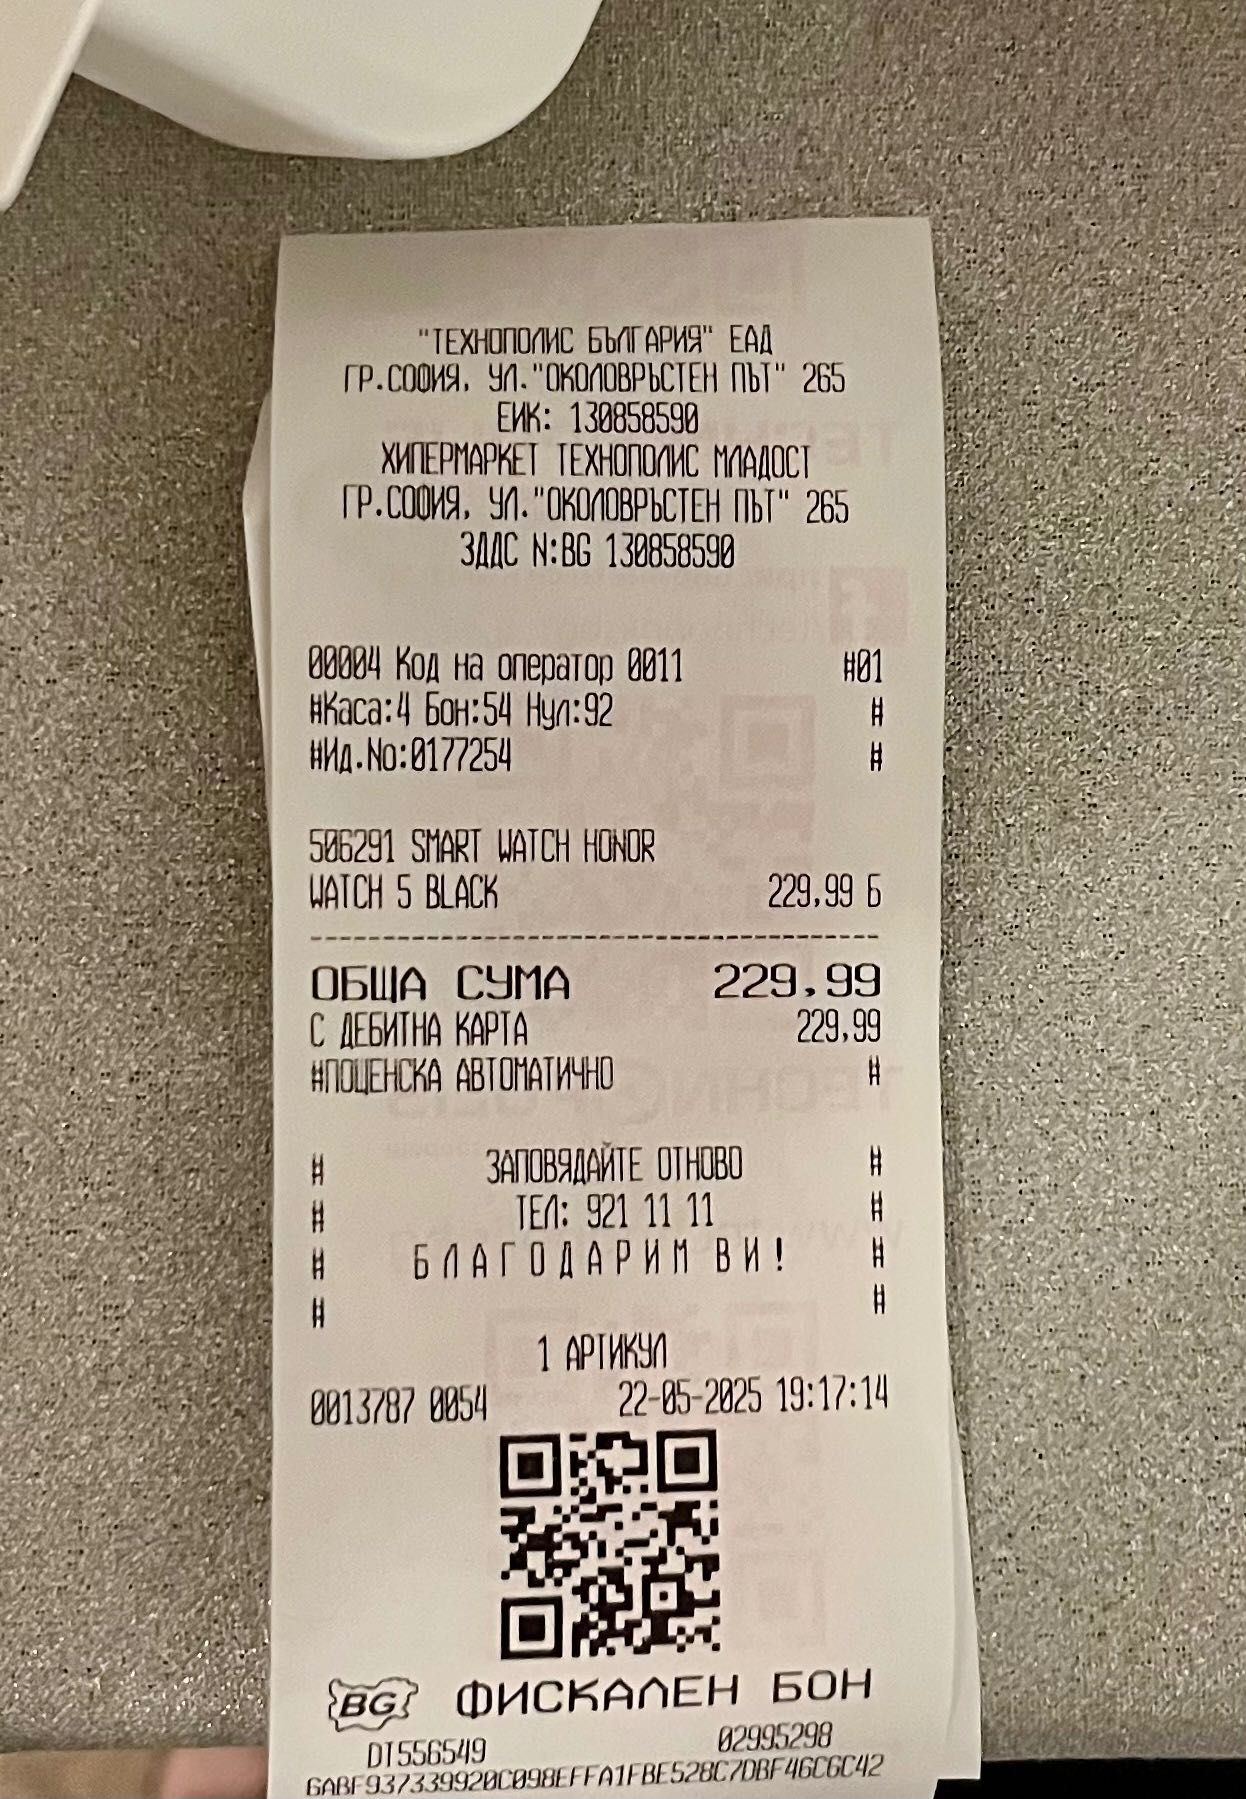 "ТЕХНОПОЛИС БЪЛГАРИЯ" ЕАД
ГР.СОФИЯ, УЛ."ОКОЛОВРЪСТЕН ПЪТ" 265
ЕИК: 130858590
ХИПЕРМАРКЕТ ТЕХНОПОЛИС МЛАДОСТ
ГР.СОФИЯ, УЛ."ОКОЛОВРЪСТЕН ПЪТ" 265
ЗДДС N:BG 130858590
00004 Код на оператор 0011 #01
#Каса:4 Бон:54 Нул:92 #
#Ид.No:0177254 #
506291 SMART WATCH HONOR
WATCH 5 BLACK 229,99 Б
ОБЩА СУМА 229,99
С ДЕБИТНА КАРТА 229,99
#ПОЦЕНСКА АВТОМАТИЧНО #
# ЗАПОВЯДАЙТЕ ОТНОВО #
# ТЕЛ: 921 11 11 #
# БЛАГОДАРИМ ВИ! #
# #
1 АРТИКУЛ
0013787 0054 22-05-2025 19:17:14
BG ФИСКАЛЕН БОН
DT556549 02995298
6ABF937339920C098EFFA1FBE528C7DBF46C6C42